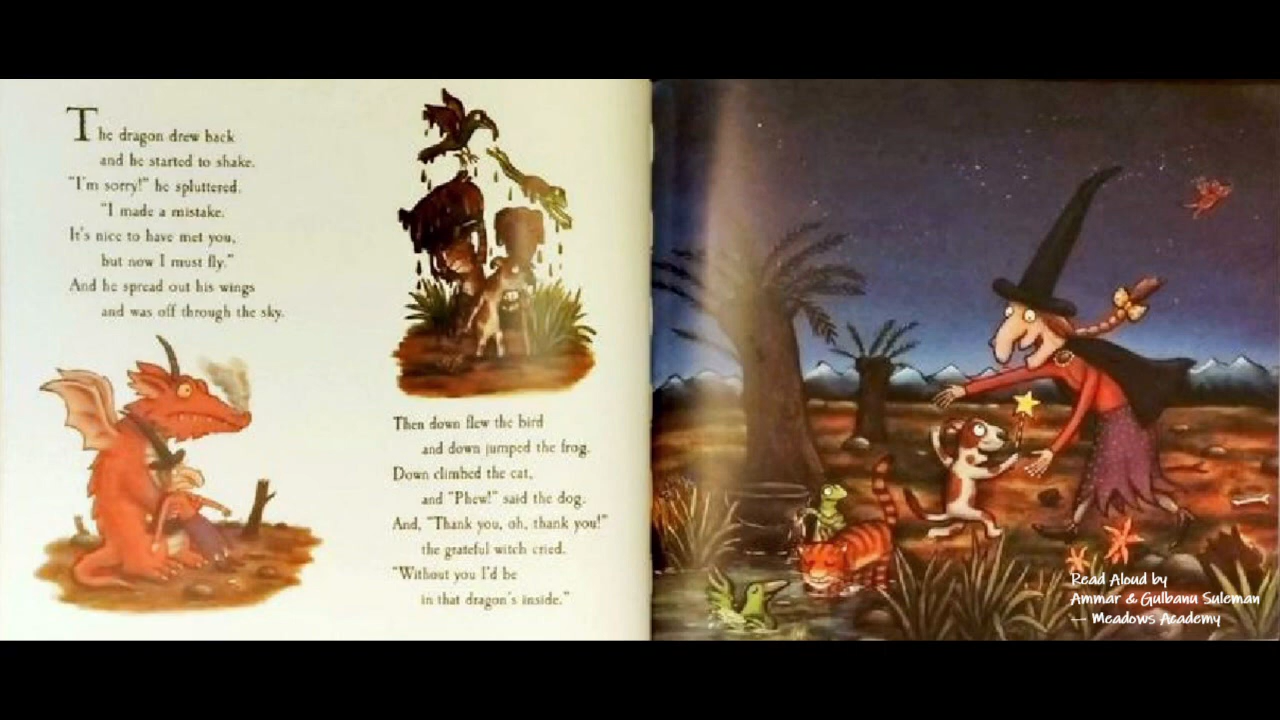 The dragon drew back
and he started to shake.
"I'm sorry!" he spluttered.
"I made a mistake.
It's nice to have met you,
but now I must fly."
And he spread out his wings
and was off through the sky.
Then down flew the bird
and down jumped the frog.
Down climbed the cat,
and "Phew!" said the dog.
And, "Thank you, oh, thank you!"
the grateful witch cried.
"Without you I'd be
in that dragon's inside."
Read Aloud by
Ammar & Gulbanu Suleman
— Meadows Academy